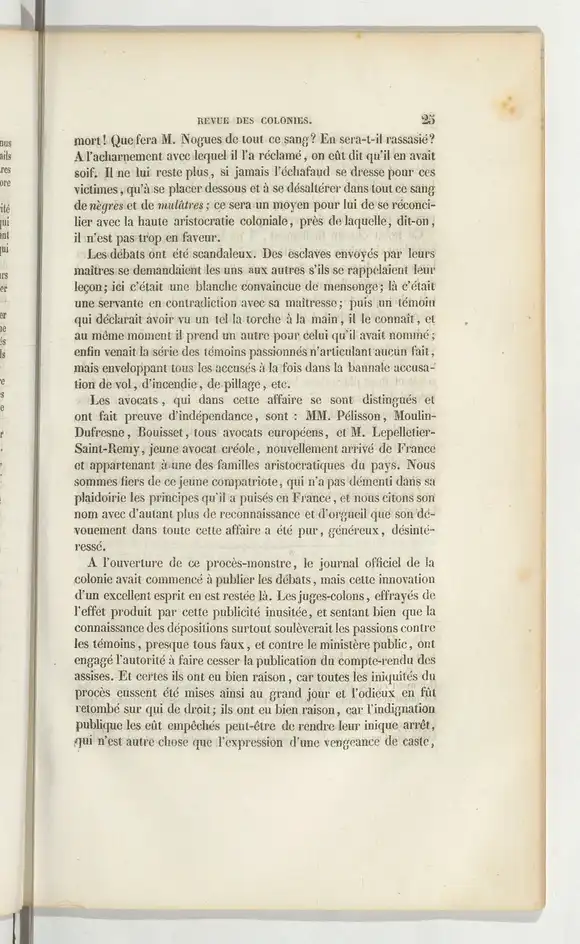 REVUE DES COLONIES. 25
mort! Que fera M. Nogues de tout ce sang? En sera-t-il rassasié?
A l'acharnement avec lequel il l'a réclamé, on eût dit qu'il en avait
soif. Il ne lui reste plus, si jamais l'échafaud se dresse pour ces
victimes, qu'à se placer dessous et à se désaltérer dans tout ce sang
de nègres et de mulâtres; ce sera un moyen pour lui de se réconci-
lier avec la haute aristocratie coloniale, près de laquelle, dit-on,
il n'est pas trop en faveur.
Les débats ont été scandaleux. Des esclaves envoyés par leurs
maîtres se demandaient les uns aux autres s'ils se rappelaient leur
leçon; ici c'était une blanche convaincue de mensonge; là c'était
une servante en contradiction avec sa maîtresse; puis un témoin
qui déclarait avoir vu un tel la torche à la main, il le connaît, et
au même moment il prend un autre pour celui qu'il avait nommé;
enfin venait la série des témoins passionnés n'articulant aucun fait,
mais enveloppant tous les accusés à la fois dans la bannale accusa-
tion de vol, d'incendie, de pillage, etc.
Les avocats, qui dans cette affaire se sont distingués et
ont fait preuve d'indépendance, sont : MM. Pélisson, Moulin-
Dufresne, Bouisset, tous avocats européens, et M. Lepelletier-
Saint-Remy, jeune avocat créole, nouvellement arrivé de France
et appartenant à une des familles aristocratiques du pays. Nous
sommes fiers de ce jeune compatriote, qui n'a pas démenti dans sa
plaidoirie les principes qu'il a puisés en France, et nous citons son
nom avec d'autant plus de reconnaissance et d'orgueil que son dé-
vouement dans toute cette affaire a été pur, généreux, désinté-
ressé.
A l'ouverture de ce procès-monstre, le journal officiel de la
colonie avait commencé à publier les débats, mais cette innovation
d'un excellent esprit en est restée là. Les juges-colons, effrayés de
l'effet produit par cette publicité inusitée, et sentant bien que la
connaissance des dépositions surtout soulèverait les passions contre
les témoins, presque tous faux, et contre le ministère public, ont
engagé l'autorité à faire cesser la publication du compte-rendu des
assises. Et certes ils ont eu bien raison, car toutes les iniquités du
procès eussent été mises ainsi au grand jour et l'odieux en fût
retombé sur qui de droit; ils ont eu bien raison, car l'indignation
publique les eût empêchés peut-être de rendre leur inique arrêt,
qui n'est autre chose que l'expression d'une vengeance de caste,